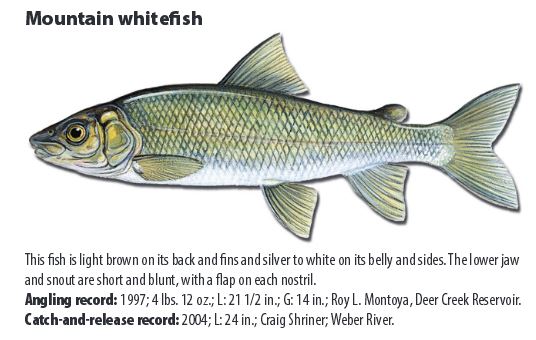 Mountain whitefish
This fish is light brown on its back and fins and silver to white on its belly and sides. The lower jaw
and snout are short and blunt, with a flap on each nostril.
Angling record: 1997; 4 lbs. 12 oz.; L: 21 1/2 in.; G: 14 in.; Roy L. Montoya, Deer Creek Reservoir.
Catch-and-release record: 2004; L: 24 in.; Craig Shriner; Weber River.